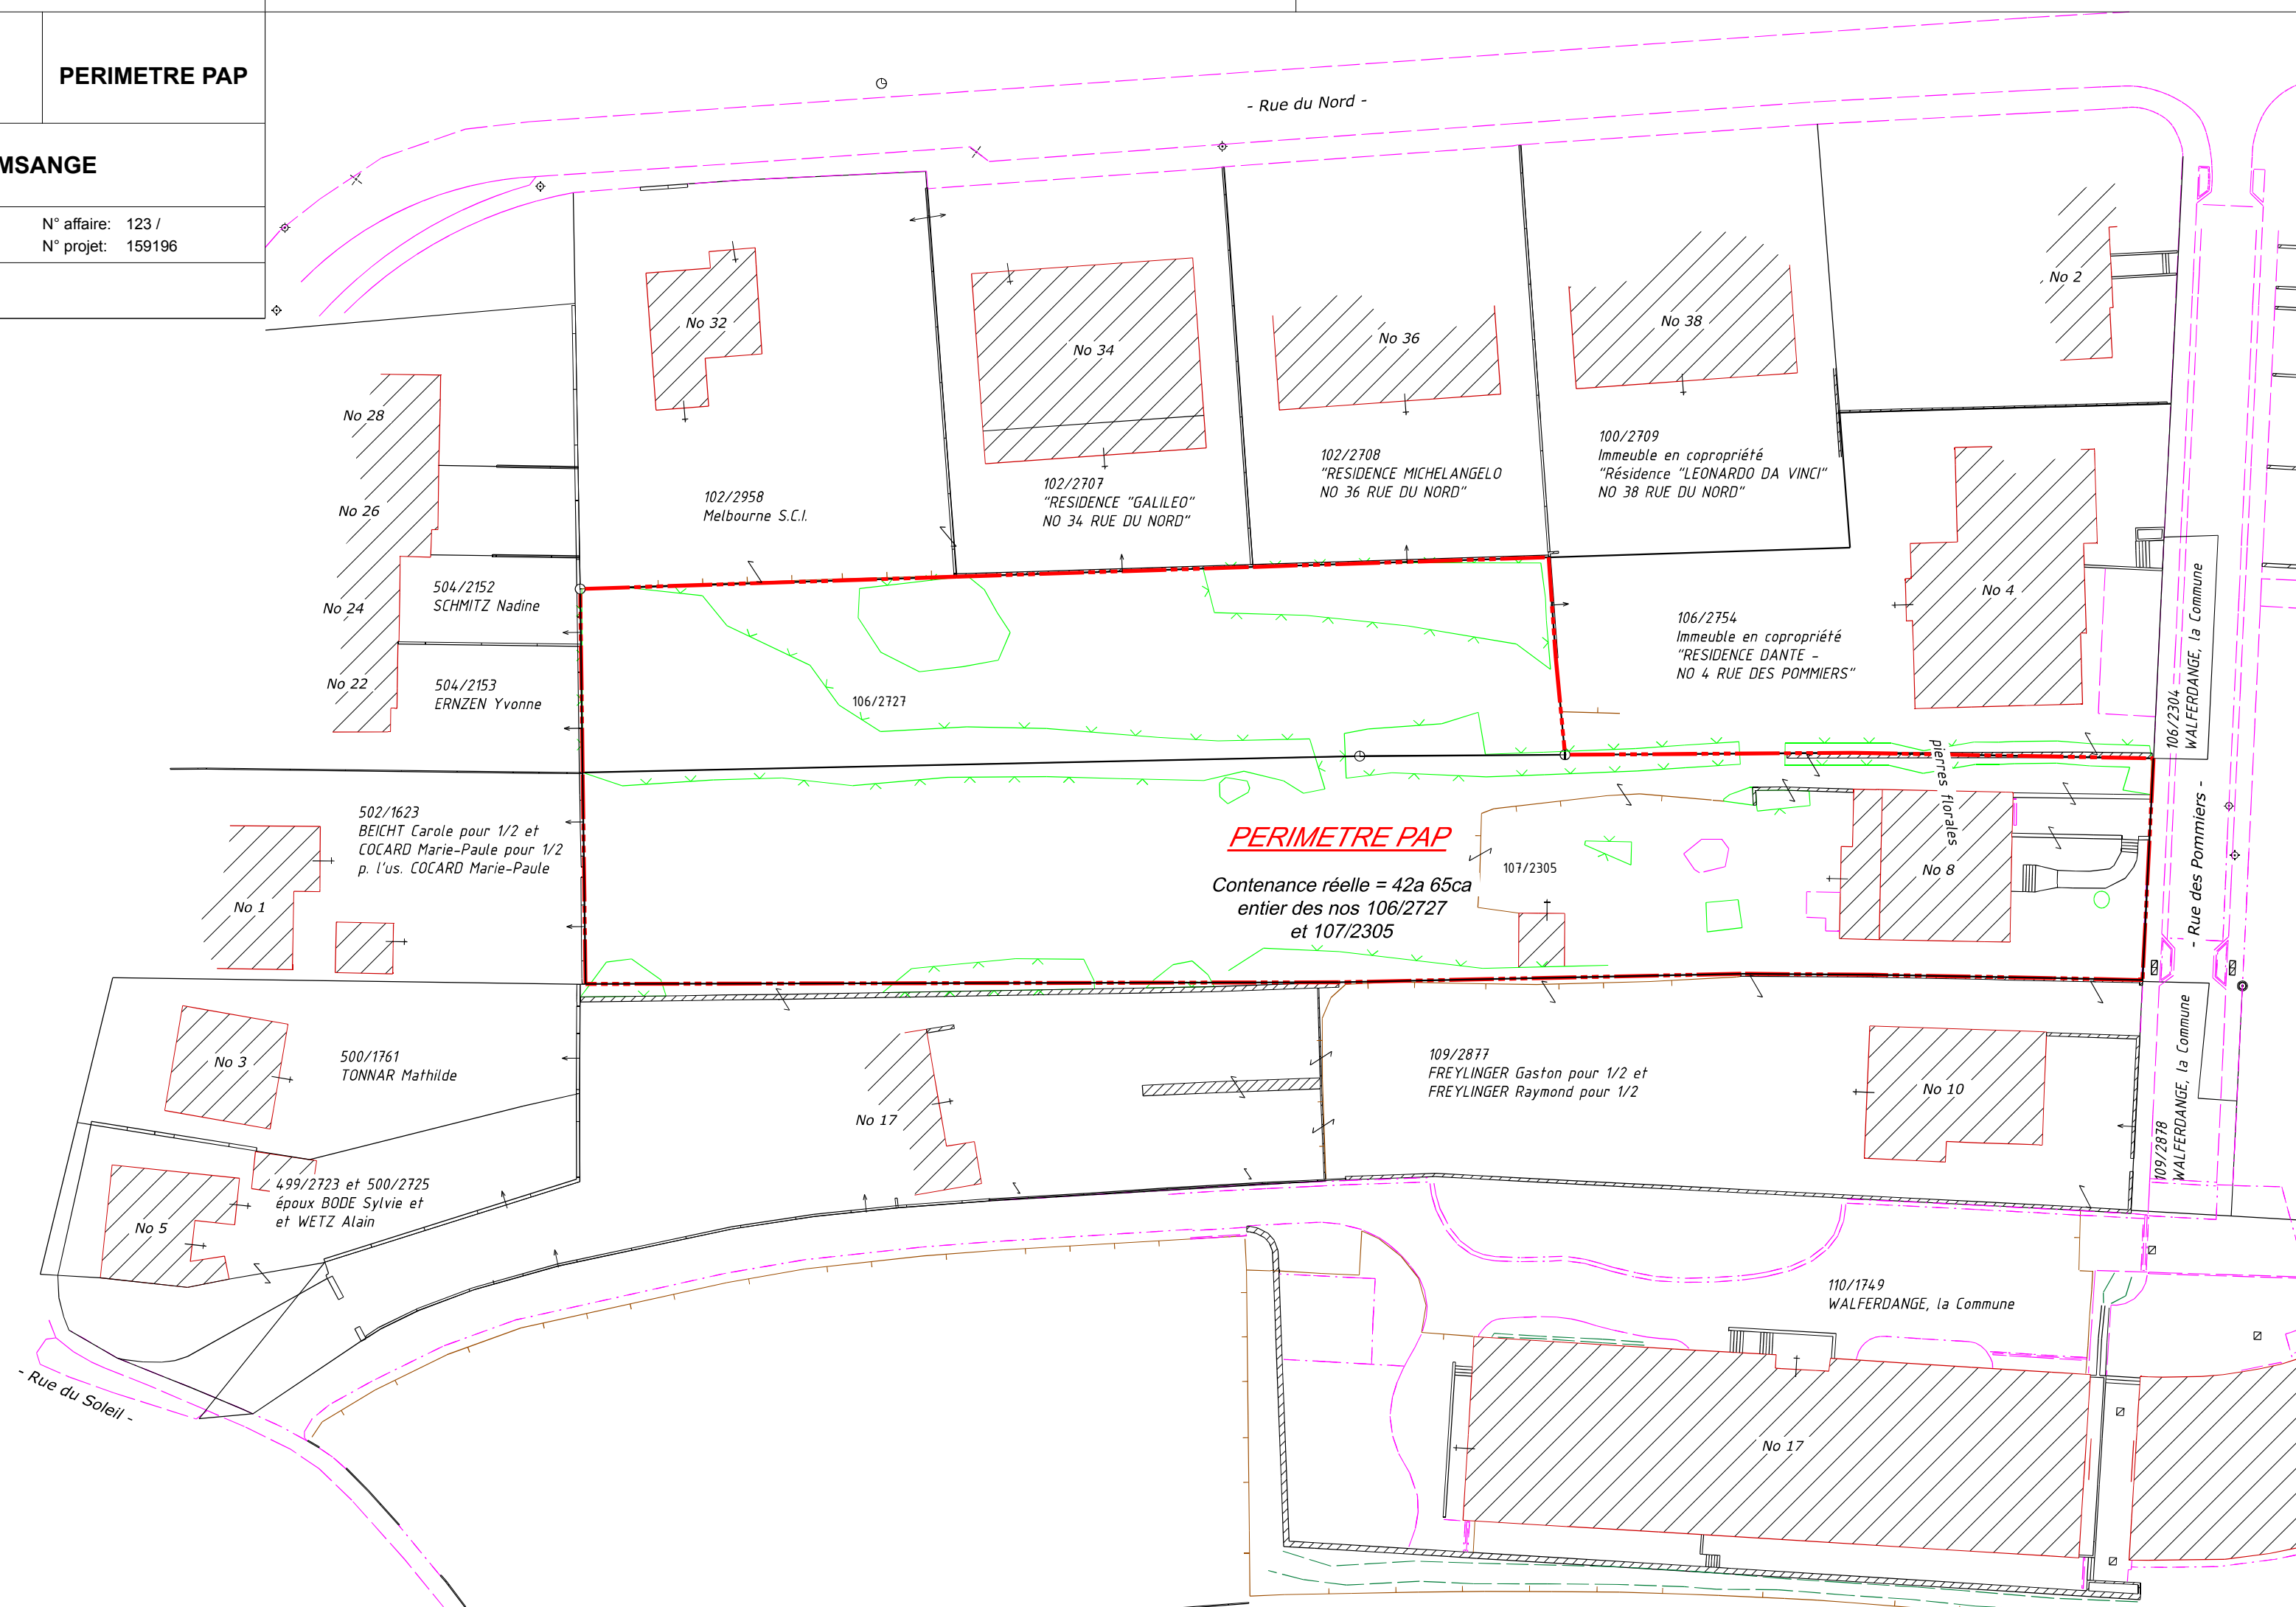 PERIMETRE PAP
MSANGE
N° affaire: 123 /
N° projet: 159196
- Rue du Nord -
No 32
No 34
No 36
No 38
No 2
No 28
No 26
No 24
No 22
102/2958
Melbourne S.C.I.
102/2707
"RESIDENCE "GALILEO"
NO 34 RUE DU NORD"
102/2708
"RESIDENCE MICHELANGELO
NO 36 RUE DU NORD"
100/2709
Immeuble en copropriété
"Résidence "LEONARDO DA VINCI"
NO 38 RUE DU NORD"
504/2152
SCHMITZ Nadine
504/2153
ERNZEN Yvonne
106/2727
106/2754
Immeuble en copropriété
"RESIDENCE DANTE -
NO 4 RUE DES POMMIERS"
No 4
106/2304
WALFERDANGE, la Commune
pierres florales
502/1623
BEICHT Carole pour 1/2 et
COCARD Marie-Paule pour 1/2
p. l'us. COCARD Marie-Paule
No 1
PERIMETRE PAP
Contenance réelle = 42a 65ca
entier des nos 106/2727
et 107/2305
107/2305
No 8
- Rue des Pommiers -
No 3
500/1761
TONNAR Mathilde
No 17
109/2877
FREYLINGER Gaston pour 1/2 et
FREYLINGER Raymond pour 1/2
No 10
109/2878
WALFERDANGE, la Commune
499/2723 et 500/2725
époux BODE Sylvie et
et WETZ Alain
No 5
110/1749
WALFERDANGE, la Commune
- Rue du Soleil -
No 17